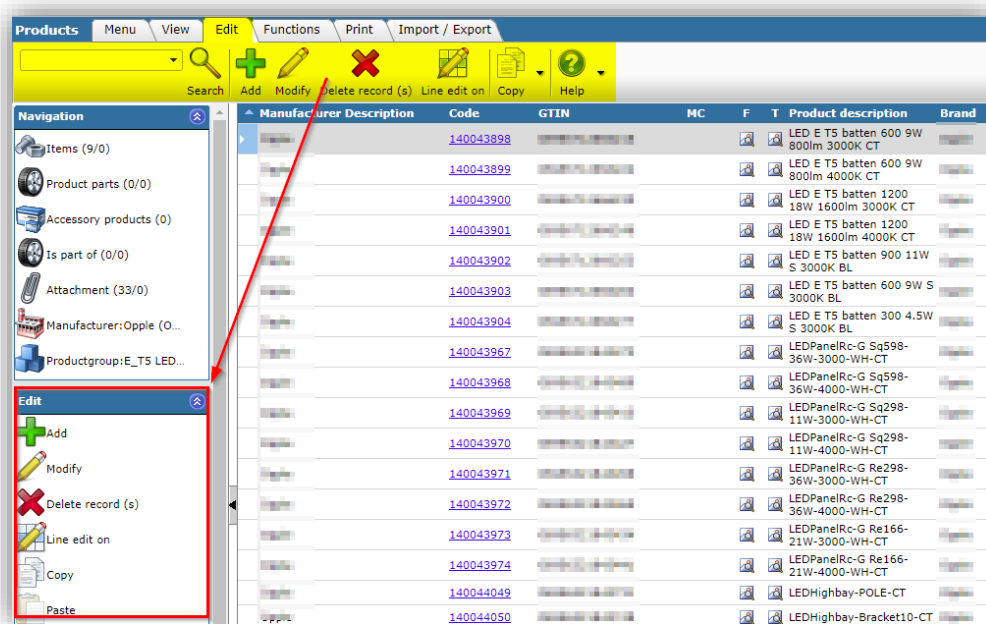 Products Menu View Edit Functions Print Import / Export
Search Add Modify Delete record (s) Line edit on Copy Help
Navigation
Items (9/0)
Product parts (0/0)
Accessory products (0)
Is part of (0/0)
Attachment (33/0)
Manufacturer:Opple (O...
Productgroup:E_T5 LED...
Edit
Add
Modify
Delete record (s)
Line edit on
Copy
Paste
Manufacturer Description Code GTIN MC F T Product description Brand
140043898 LED E T5 batten 600 9W
800lm 3000K CT
140043899 LED E T5 batten 600 9W
800lm 4000K CT
140043900 LED E T5 batten 1200
18W 1600lm 3000K CT
140043901 LED E T5 batten 1200
18W 1600lm 4000K CT
140043902 LED E T5 batten 900 11W
S 3000K BL
140043903 LED E T5 batten 600 9W S
3000K BL
140043904 LED E T5 batten 300 4.5W
S 3000K BL
140043967 LEDPanelRc-G Sq598-
36W-3000-WH-CT
140043968 LEDPanelRc-G Sq598-
36W-4000-WH-CT
140043969 LEDPanelRc-G Sq298-
11W-3000-WH-CT
140043970 LEDPanelRc-G Sq298-
11W-4000-WH-CT
140043971 LEDPanelRc-G Re298-
36W-3000-WH-CT
140043972 LEDPanelRc-G Re298-
36W-4000-WH-CT
140043973 LEDPanelRc-G Re166-
21W-3000-WH-CT
140043974 LEDPanelRc-G Re166-
21W-4000-WH-CT
140044049 LEDHighbay-POLE-CT
140044050 LEDHighbay-Bracket10-CT